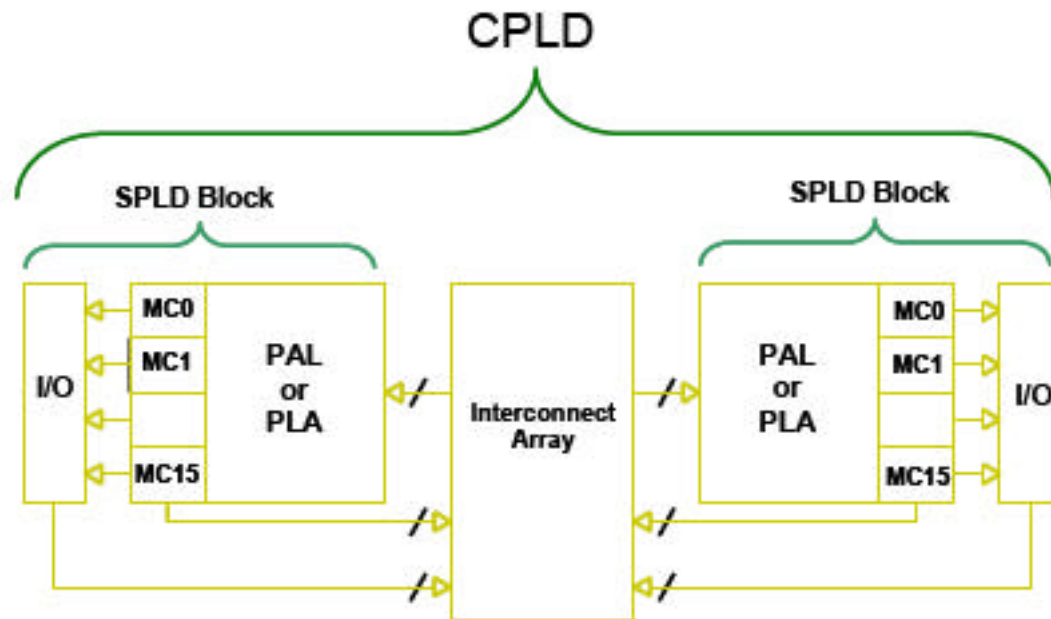 CPLD
SPLD Block
SPLD Block
I/O
MC0
MC1
MC15
PAL
or
PLA
Interconnect
Array
PAL
or
PLA
MC0
MC1
MC15
I/O